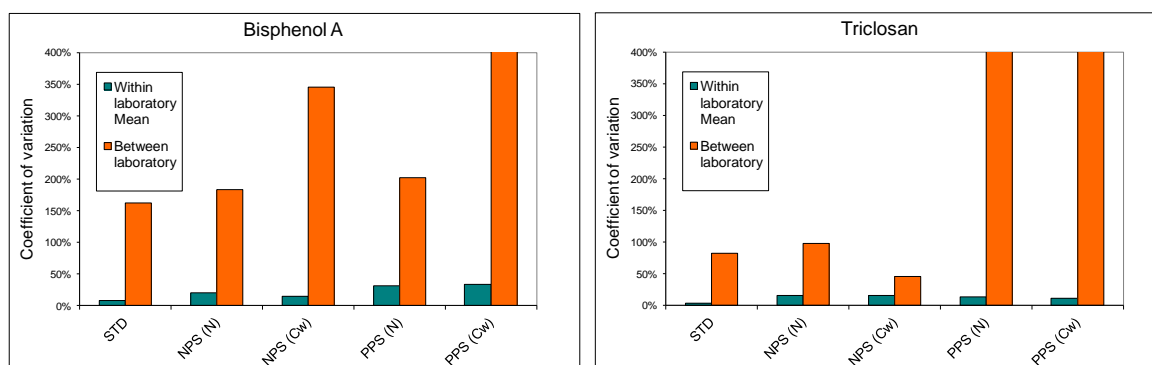 Bisphenol A
Coefficient of variation
400%
350%
300%
250%
200%
150%
100%
50%
0%
Within
laboratory
Mean
Between
laboratory
STD
NPS (N)
NPS (Cw)
PPS (N)
PPS (Cw)
Triclosan
Coefficient of variation
400%
350%
300%
250%
200%
150%
100%
50%
0%
Within
laboratory
Mean
Between
laboratory
STD
NPS (N)
NPS (Cw)
PPS (N)
PPS (Cw)